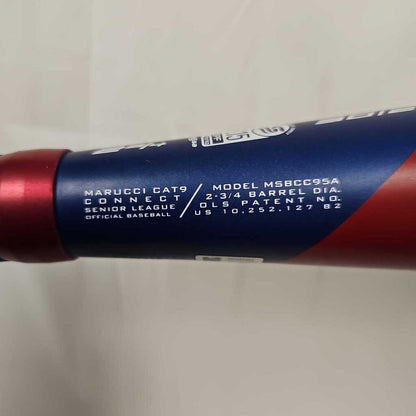 MARUCCI CAT9
CONNECT
SENIOR LEAGUE
OFFICIAL BASEBALL
MODEL MSBCC95A
2-3/4 BARREL DIA.
OLS PATENT NO.
US 10,252,127 B2